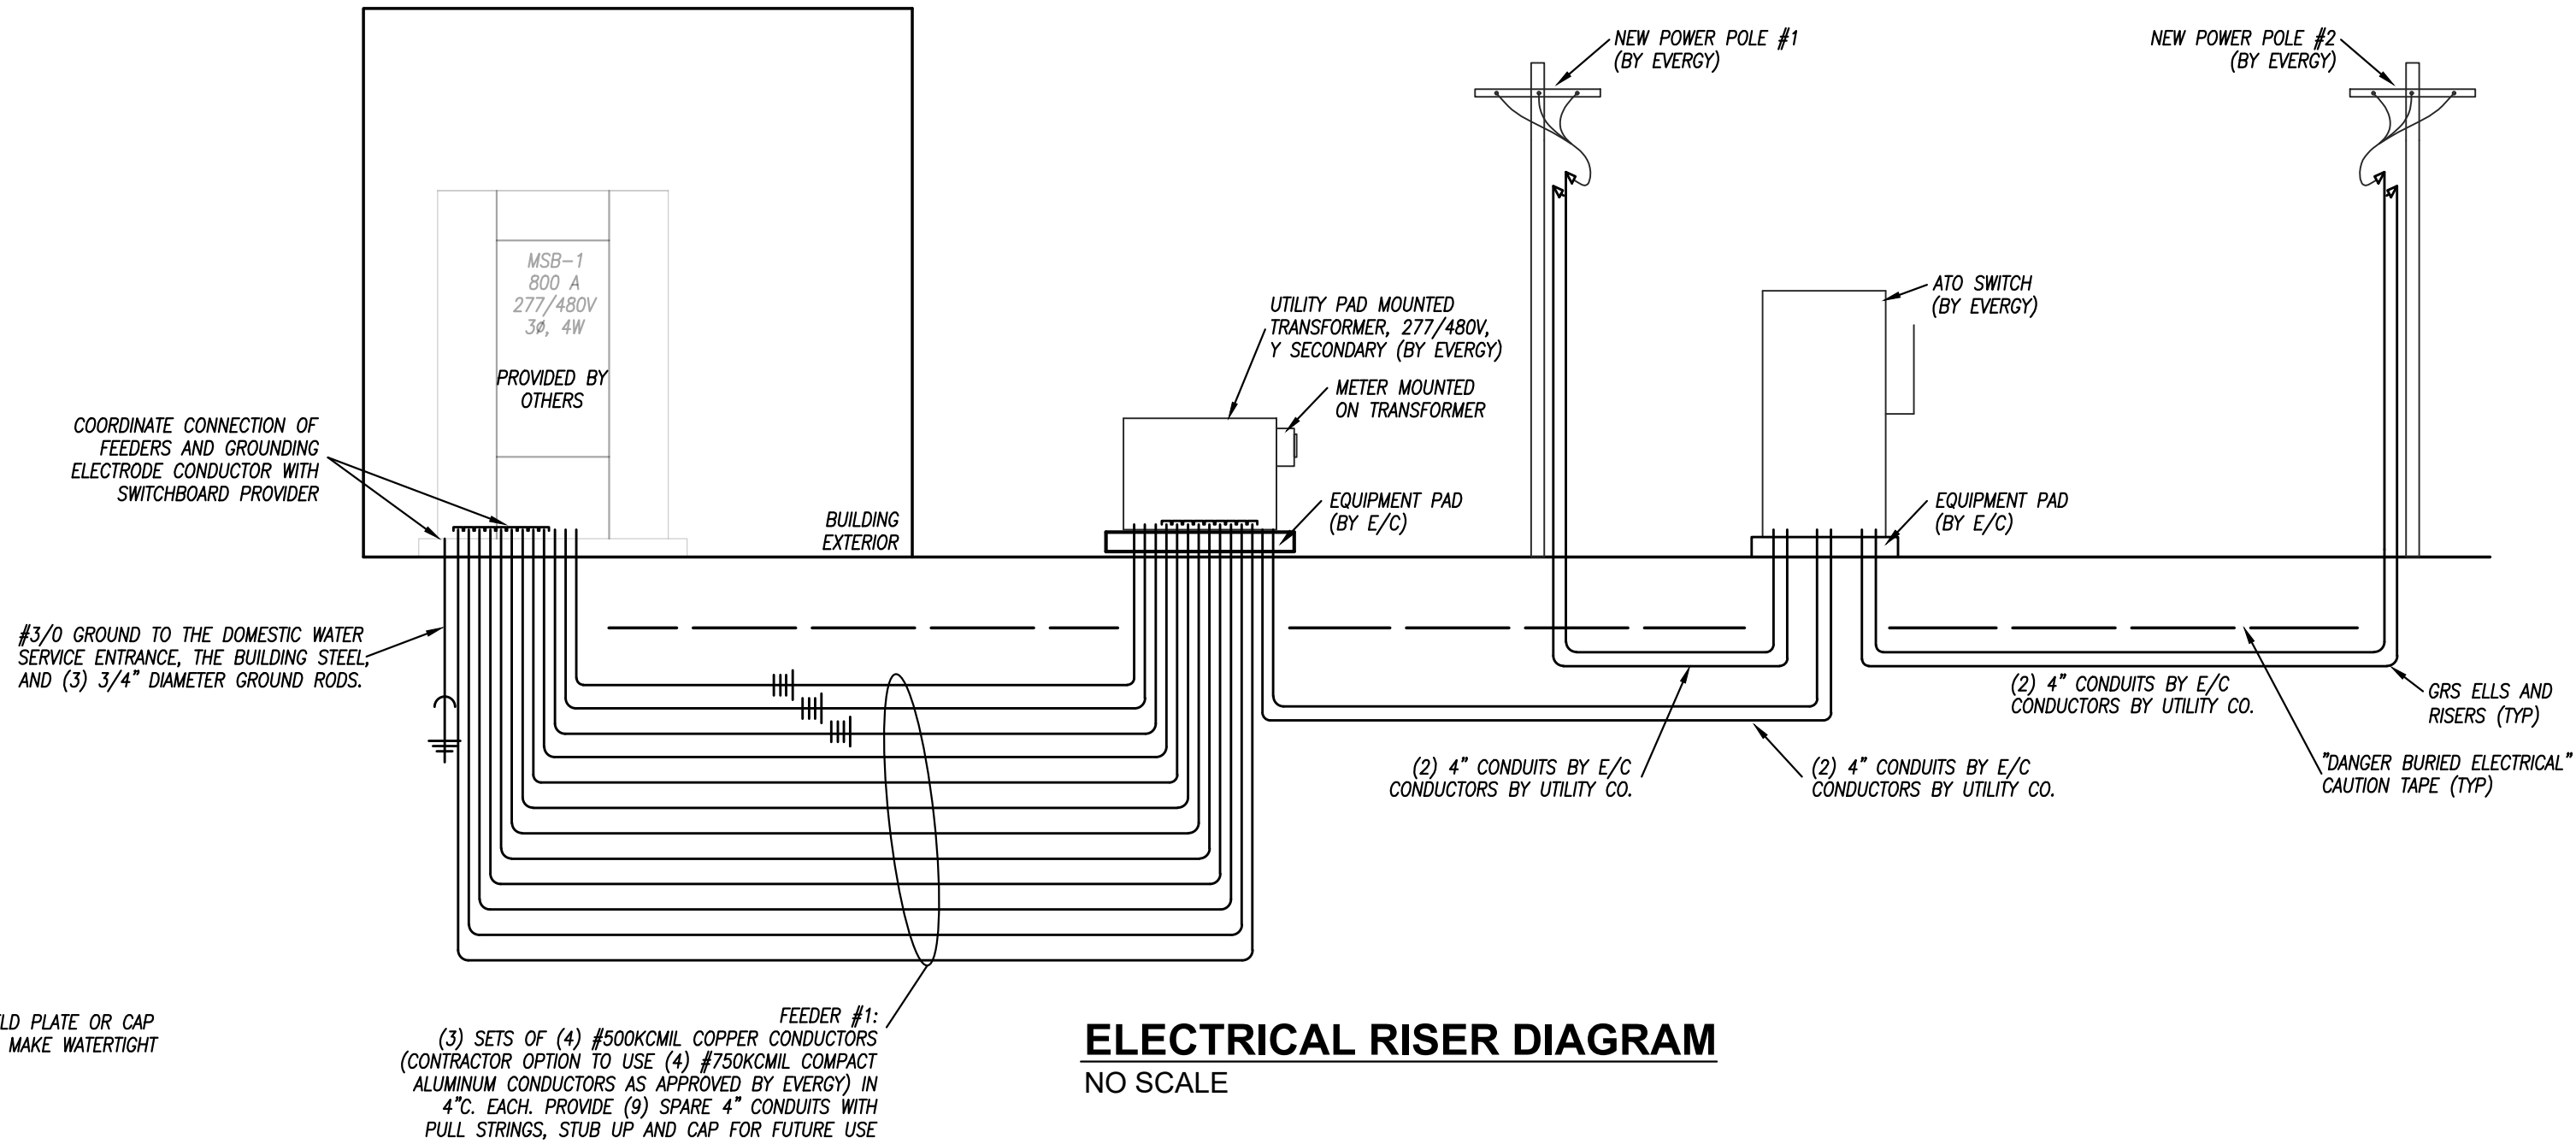 NEW POWER POLE #1
(BY EVERGY)
NEW POWER POLE #2
(BY EVERGY)
MSB-1
800 A
277/480V
3ø, 4W
PROVIDED BY
OTHERS
ATO SWITCH
(BY EVERGY)
UTILITY PAD MOUNTED
TRANSFORMER, 277/480V,
Y SECONDARY (BY EVERGY)
METER MOUNTED
ON TRANSFORMER
COORDINATE CONNECTION OF
FEEDERS AND GROUNDING
ELECTRODE CONDUCTOR WITH
SWITCHBOARD PROVIDER
BUILDING
EXTERIOR
EQUIPMENT PAD
(BY E/C)
EQUIPMENT PAD
(BY E/C)
#3/0 GROUND TO THE DOMESTIC WATER
SERVICE ENTRANCE, THE BUILDING STEEL,
AND (3) 3/4" DIAMETER GROUND RODS.
(2) 4" CONDUITS BY E/C
CONDUCTORS BY UTILITY CO.
GRS ELLS AND
RISERS (TYP)
(2) 4" CONDUITS BY E/C
CONDUCTORS BY UTILITY CO.
(2) 4" CONDUITS BY E/C
CONDUCTORS BY UTILITY CO.
"DANGER BURIED ELECTRICAL"
CAUTION TAPE (TYP)
LD PLATE OR CAP
MAKE WATERTIGHT
FEEDER #1:
(3) SETS OF (4) #500KCMIL COPPER CONDUCTORS
(CONTRACTOR OPTION TO USE (4) #750KCMIL COMPACT
ALUMINUM CONDUCTORS AS APPROVED BY EVERGY) IN
4"C. EACH. PROVIDE (9) SPARE 4" CONDUITS WITH
PULL STRINGS, STUB UP AND CAP FOR FUTURE USE
ELECTRICAL RISER DIAGRAM
NO SCALE